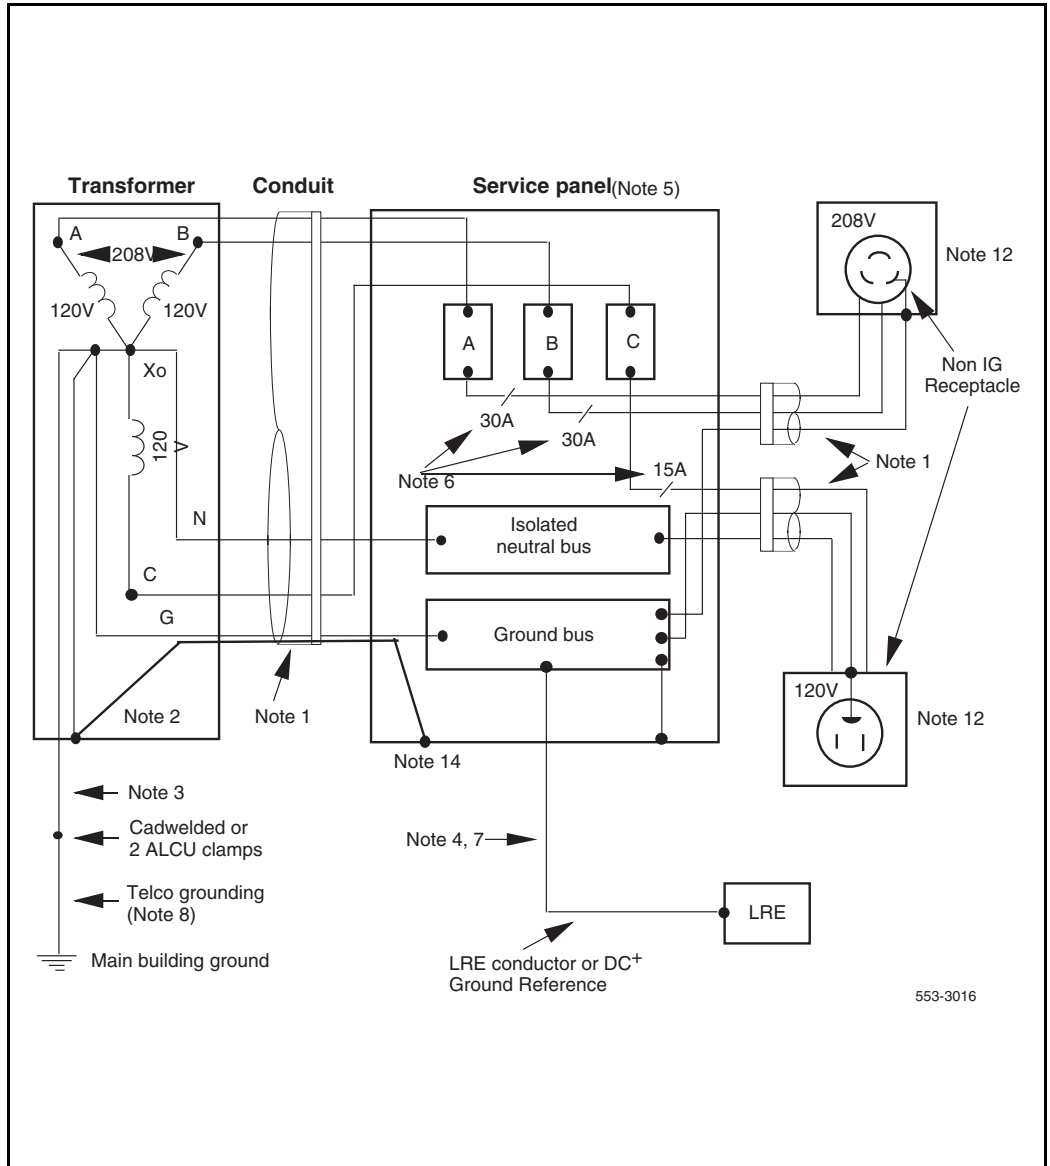 Transformer
Conduit
Service panel(Note 5)
A
B
208V
120V
120V
Xo
120
V
N
C
G
Note 2
Note 1
A
B
C
30A
30A
Note 6
15A
Isolated
neutral bus
Ground bus
Note 14
208V
Note 12
Non IG
Receptacle
Note 1
120V
Note 12
Note 3
Cadwelded or
2 ALCU clamps
Telco grounding
(Note 8)
Main building ground
Note 4, 7
LRE
LRE conductor or DC+
Ground Reference
553-3016